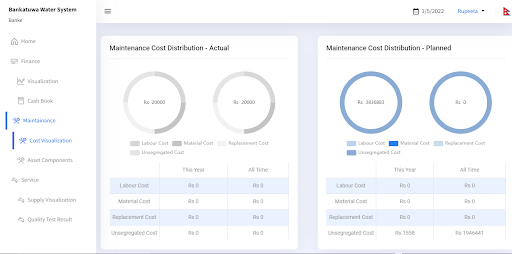 Bankatuwa Water System
Banke
1/5/2022
Rupeeta
Home
Finance
Visualization
Cash Book
Maintainance
Cost Visualization
Asset Components
Service
Supply Visualization
Quality Test Result
Maintenance Cost Distribution - Actual
Rs 20000
Rs 20000
Labour Cost
Material Cost
Replacement Cost
Unsegregated Cost
This Year
All Time
Labour Cost Rs 0 Rs 0
Material Cost Rs 0 Rs 0
Replacement Cost Rs 0 Rs 0
Unsegregated Cost Rs 0 Rs 0
Maintenance Cost Distribution - Planned
Rs 0
Labour Cost
Material Cost
Replacement Cost
Unsegregated Cost
This Year
All Time
Labour Cost Rs 0 Rs 0
Material Cost Rs 0 Rs 0
Replacement Cost Rs 0 Rs 0
Unsegregated Cost Rs 1558 Rs 1946441